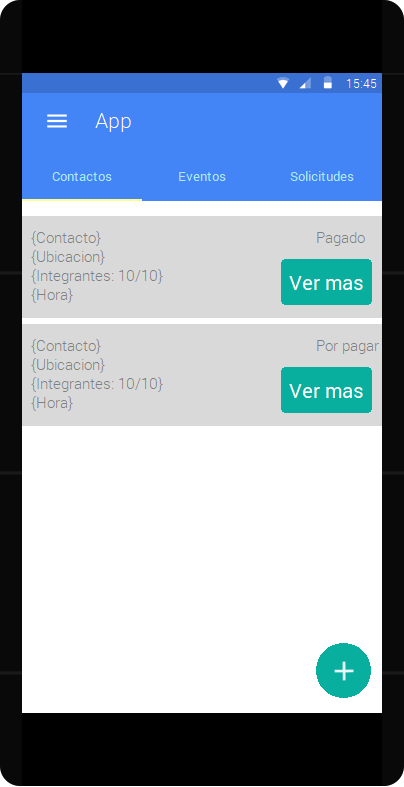 15:45
App
Contactos Eventos Solicitudes
{Contacto} Pagado
{Ubicacion}
{Integrantes: 10/10} Ver mas
{Hora}
{Contacto} Por pagar
{Ubicacion}
{Integrantes: 10/10} Ver mas
{Hora}